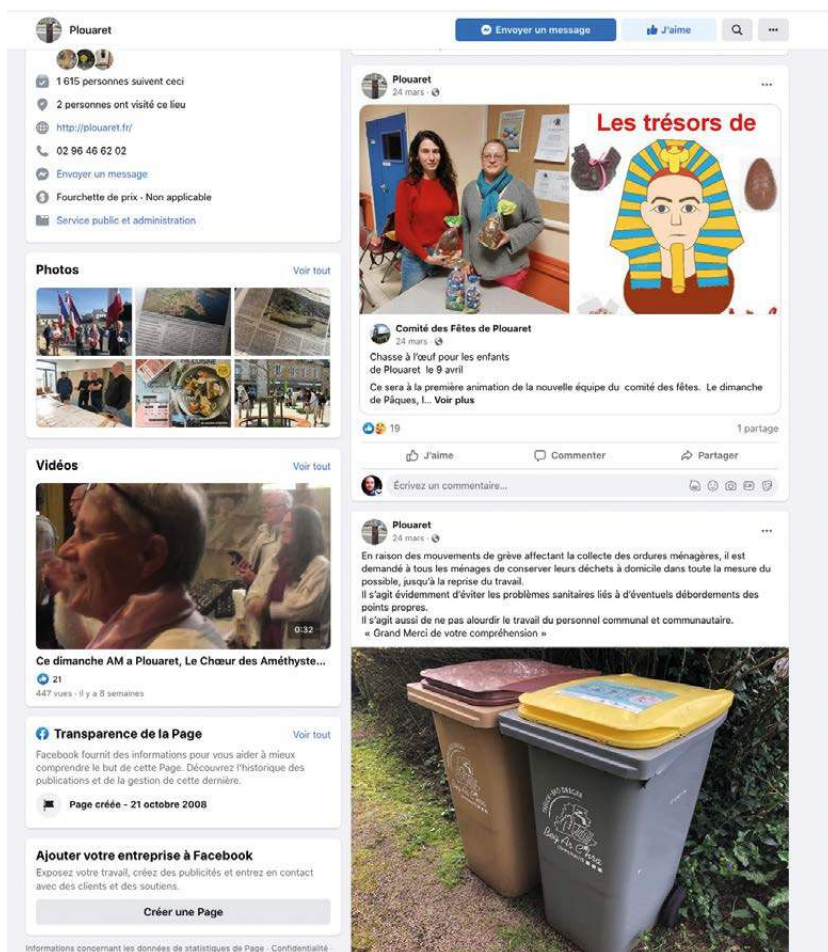 Plouaret
Envoyer un message
J'aime
1 615 personnes suivent ceci
2 personnes ont visité ce lieu
http://plouaret.fr/
02 96 46 62 02
Envoyer un message
Fourchette de prix · Non applicable
Service public et administration
Photos
Voir tout
Vidéos
Voir tout
0:32
Ce dimanche AM a Plouaret, Le Chœur des Améthyste...
21
447 vues · il y a 8 semaines
Transparence de la Page
Voir tout
Facebook fournit des informations pour vous aider à mieux
comprendre le but de cette Page. Découvrez l'historique des
publications et de la gestion de cette dernière.
Page créée - 21 octobre 2008
Ajouter votre entreprise à Facebook
Exposez votre travail, créez des publicités et entrez en contact
avec des clients et des soutiens.
Créer une Page
Informations concernant les données de statistiques de Page · Confidentialité ·
Plouaret
24 mars ·
Les trésors de
Comité des Fêtes de Plouaret
24 mars ·
Chasse à l'œuf pour les enfants
de Plouaret le 9 avril
Ce sera à la première animation de la nouvelle équipe du comité des fêtes. Le dimanche
de Pâques, l... Voir plus
19
1 partage
J'aime
Commenter
Partager
Écrivez un commentaire...
Plouaret
24 mars ·
En raison des mouvements de grève affectant la collecte des ordures ménagères, il est
demandé à tous les ménages de conserver leurs déchets à domicile dans toute la mesure du
possible, jusqu'à la reprise du travail.
Il s'agit évidemment d'éviter les problèmes sanitaires liés à d'éventuels débordements des
points propres.
Il s'agit aussi de ne pas alourdir le travail du personnel communal et communautaire.
« Grand Merci de votre compréhension »
Beg Ar C'hra